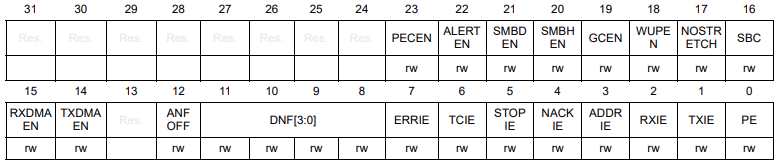 31 30 29 28 27 26 25 24 23 22 21 20 19 18 17 16
Res. Res. Res. Res. Res. Res. Res. Res. PECEN ALERT EN SMBD EN SMBH EN GCEN WUPE N NOSTR ETCH SBC
rw rw rw rw rw rw rw rw
15 14 13 12 11 10 9 8 7 6 5 4 3 2 1 0
RXDMA EN TXDMA EN Res. ANF OFF DNF[3:0] ERRIE TCIE STOP IE NACK IE ADDR IE RXIE TXIE PE
rw rw rw rw rw rw rw rw rw rw rw rw rw rw rw